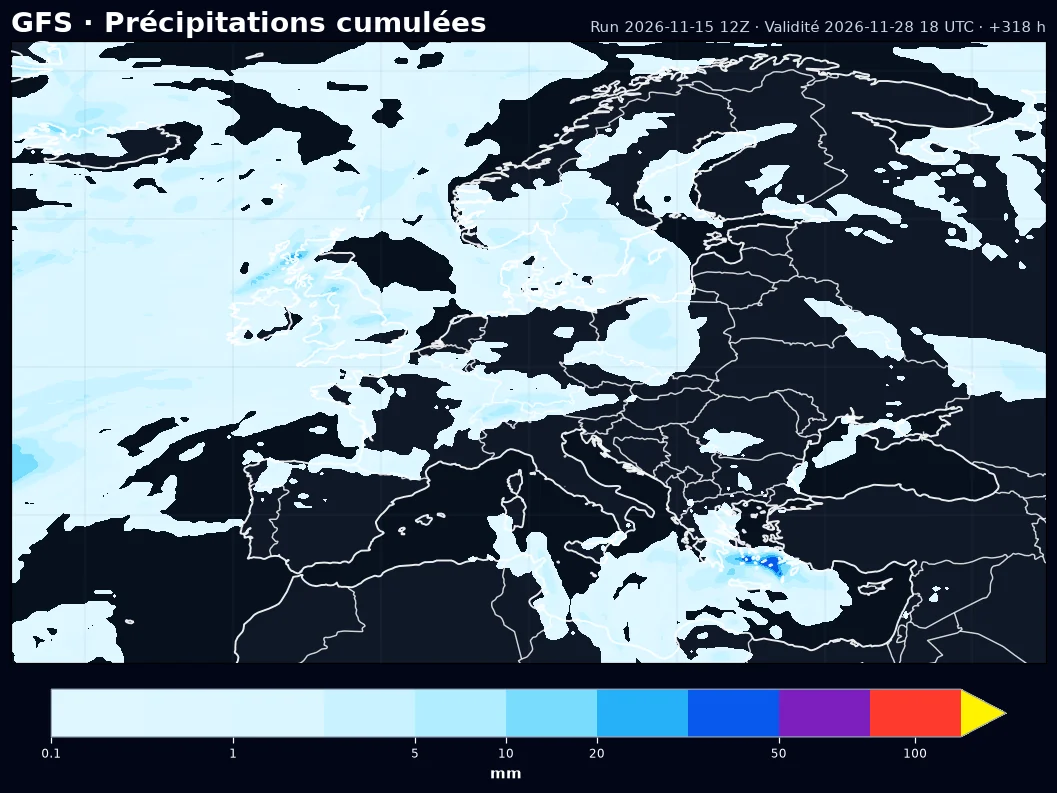 GFS · Précipitations cumulées
Run 2026-11-15 12Z · Validité 2026-11-28 18 UTC · +318 h
0.1 1 5 10 20 50 100
mm